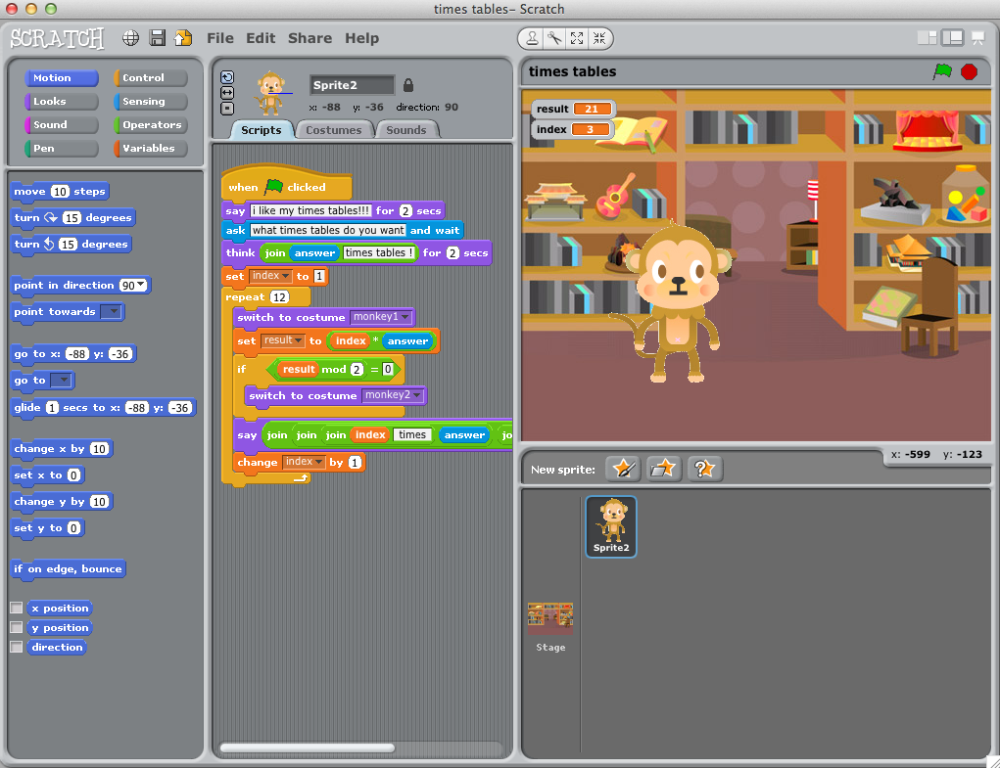 times tables- Scratch
SCRATCH File Edit Share Help
Motion Control
Looks Sensing
Sound Operators
Pen Variables
move 10 steps
turn 15 degrees
turn 15 degrees
point in direction 90
point towards
go to x: -88 y: -36
go to
glide 1 secs to x: -88 y: -36
change x by 10
set x to 0
change y by 10
set y to 0
if on edge, bounce
x position
y position
direction
Sprite2
x: -88 y: -36 direction: 90
Scripts Costumes Sounds
when clicked
say i like my times tables!!! for 2 secs
ask what times tables do you want and wait
think join answer times tables ! for 2 secs
set index to 1
repeat 12
switch to costume monkey1
set result to index * answer
if result mod 2 = 0
switch to costume monkey2
say join join join index times answer jo
change index by 1
times tables
result 21
index 3
x: -599 y: -123
New sprite:
Sprite2
Stage